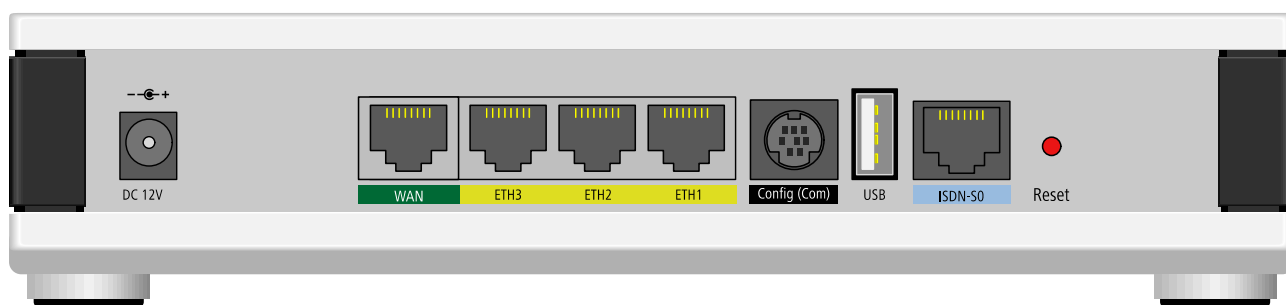 DC 12V
WAN
ETH3
ETH2
ETH1
Config (Com)
USB
ISDN-S0
Reset